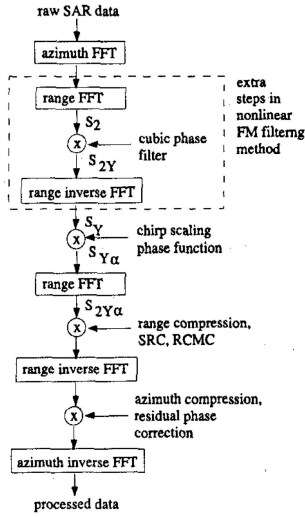 raw SAR data
azimuth FFT
range FFT
S2
x
cubic phase
filter
S2Y
range inverse FFT
extra
steps in
nonlinear
FM filterng
method
SY
x
chirp scaling
phase function
SYα
range FFT
S2Yα
x
range compression,
SRC, RCMC
range inverse FFT
x
azimuth compression,
residual phase
correction
azimuth inverse FFT
processed data